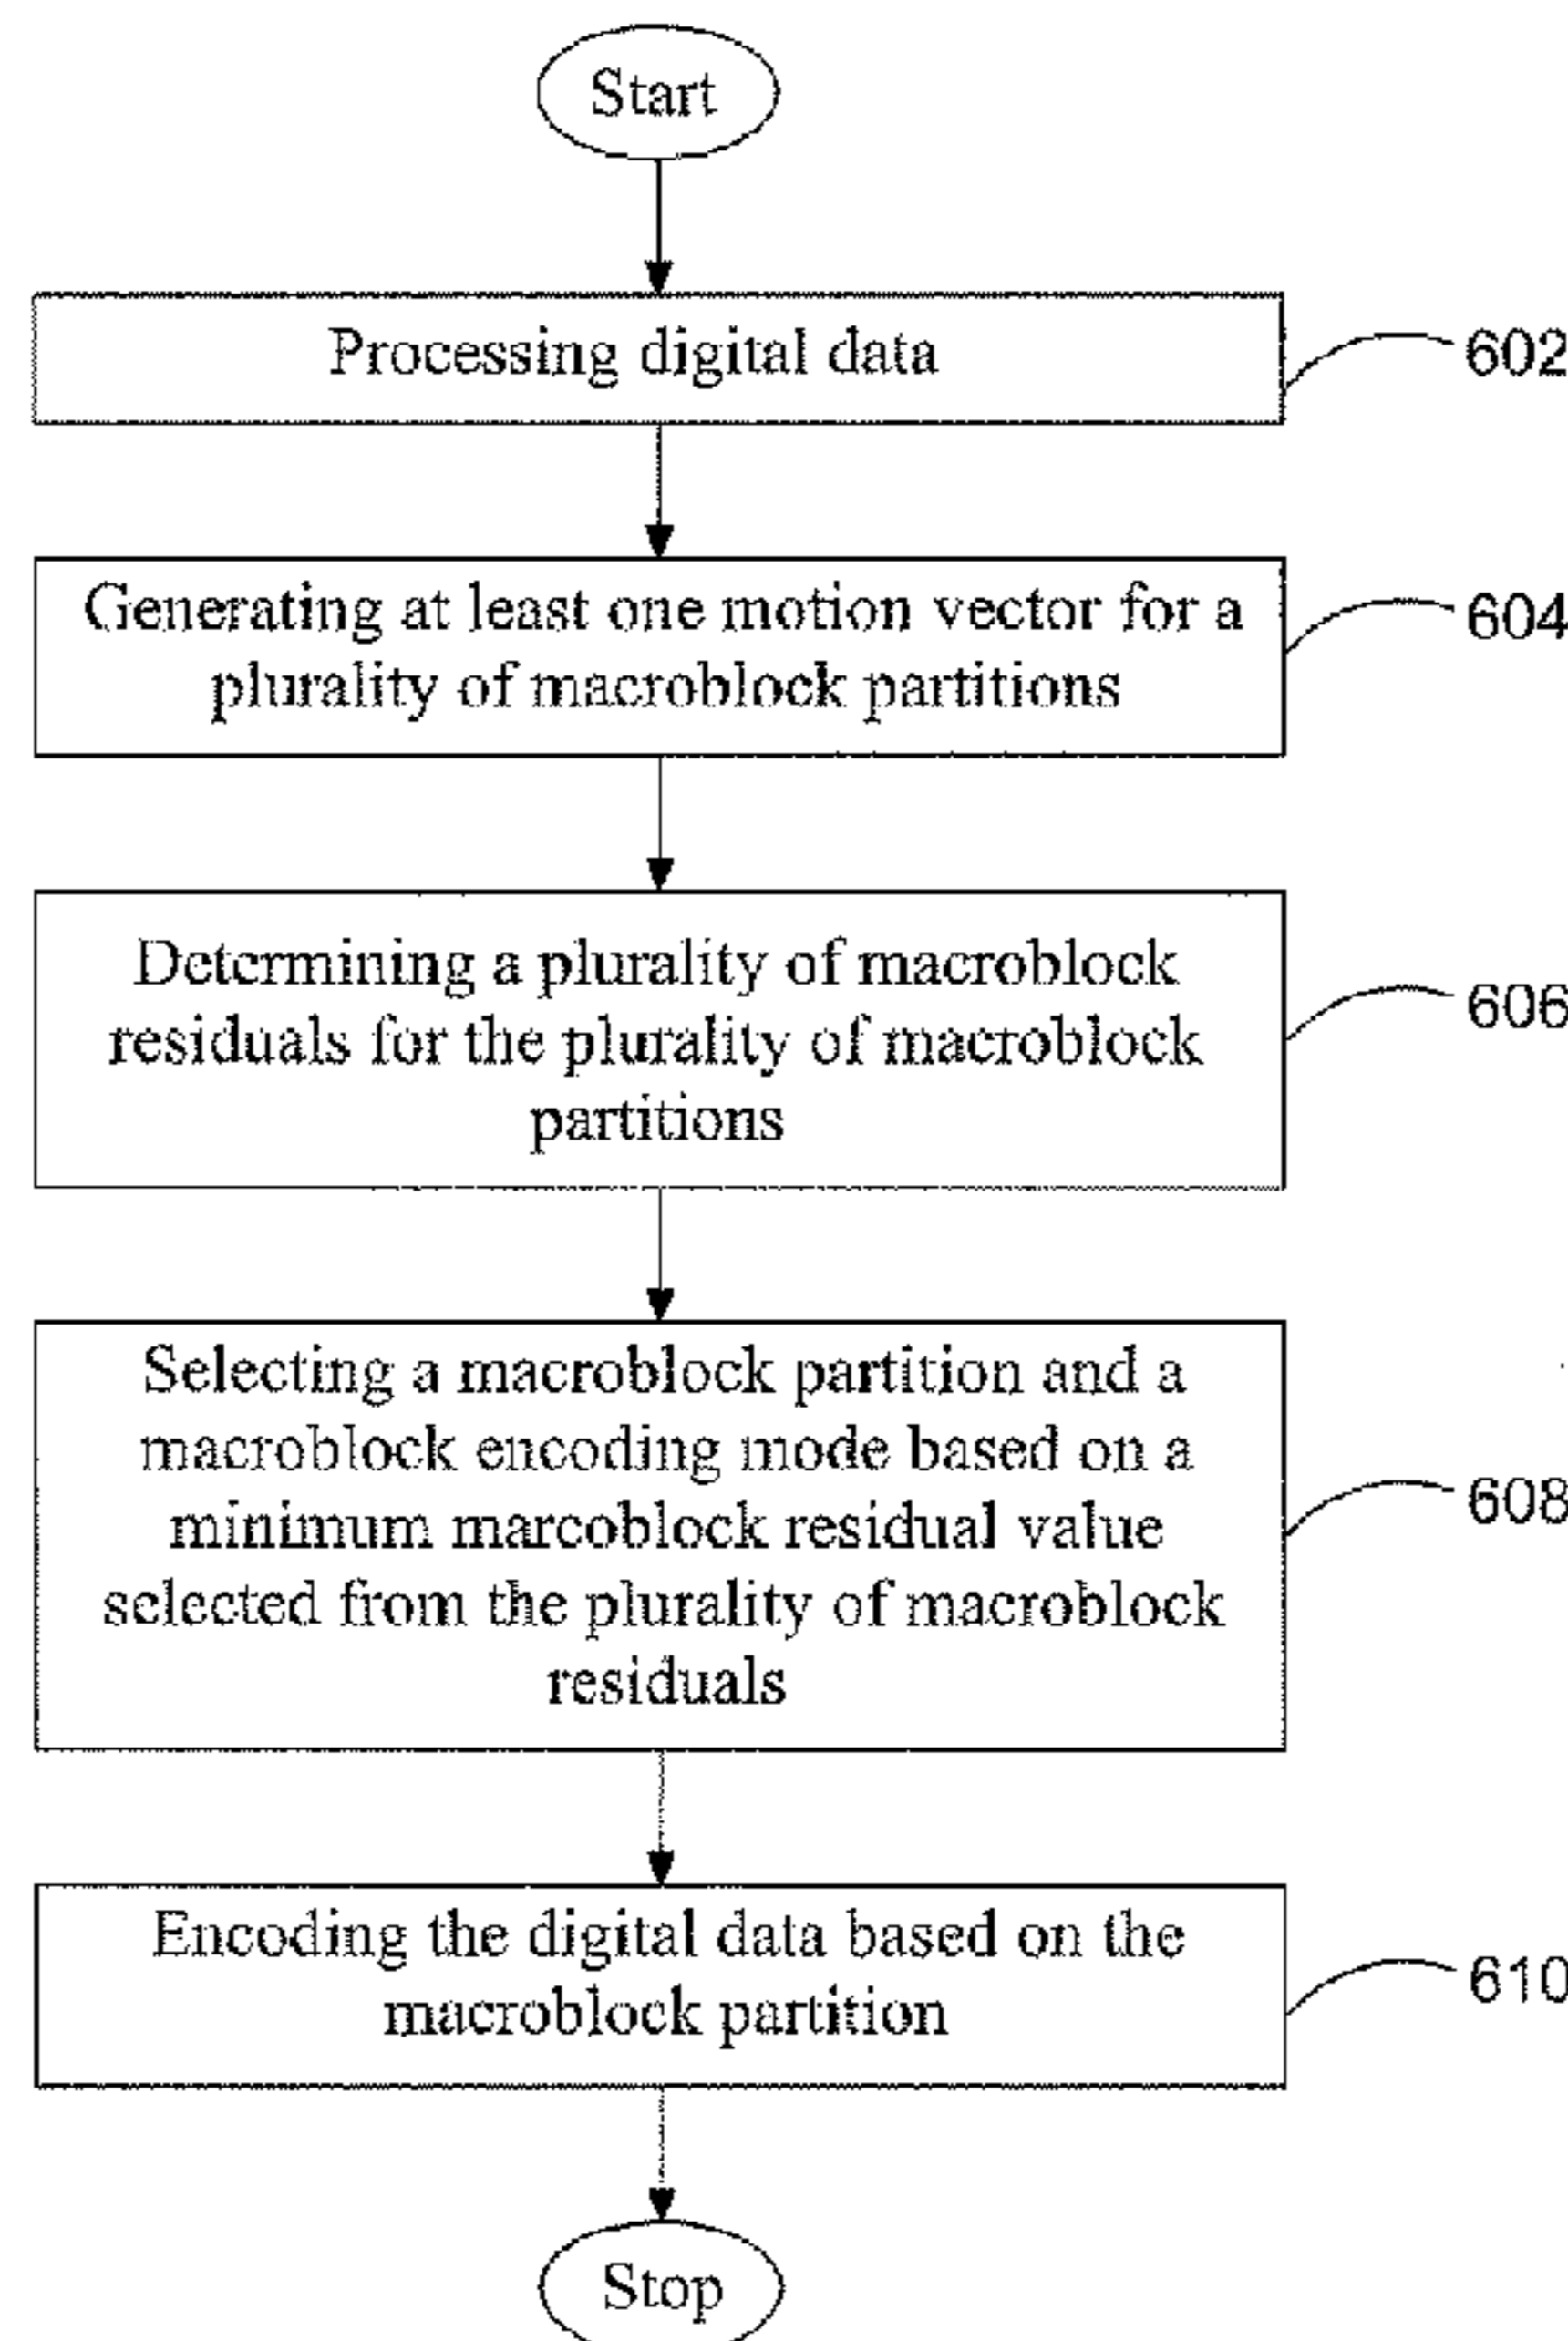 Start
Processing digital data
602
Generating at least one motion vector for a
plurality of macroblock partitions
604
Determining a plurality of macroblock
residuals for the plurality of macroblock
partitions
606
Selecting a macroblock partition and a
macroblock encoding mode based on a
minimum marcoblock residual value
selected from the plurality of macroblock
residuals
608
Encoding the digital data based on the
macroblock partition
610
Stop